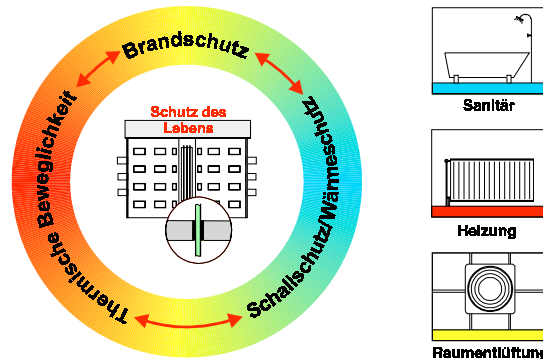 Brandschutz
Thermische Beweglichkeit
Schallschutz/Wärmeschutz
Schutz des
Lebens
Sanitär
Heizung
Raumentlüftung